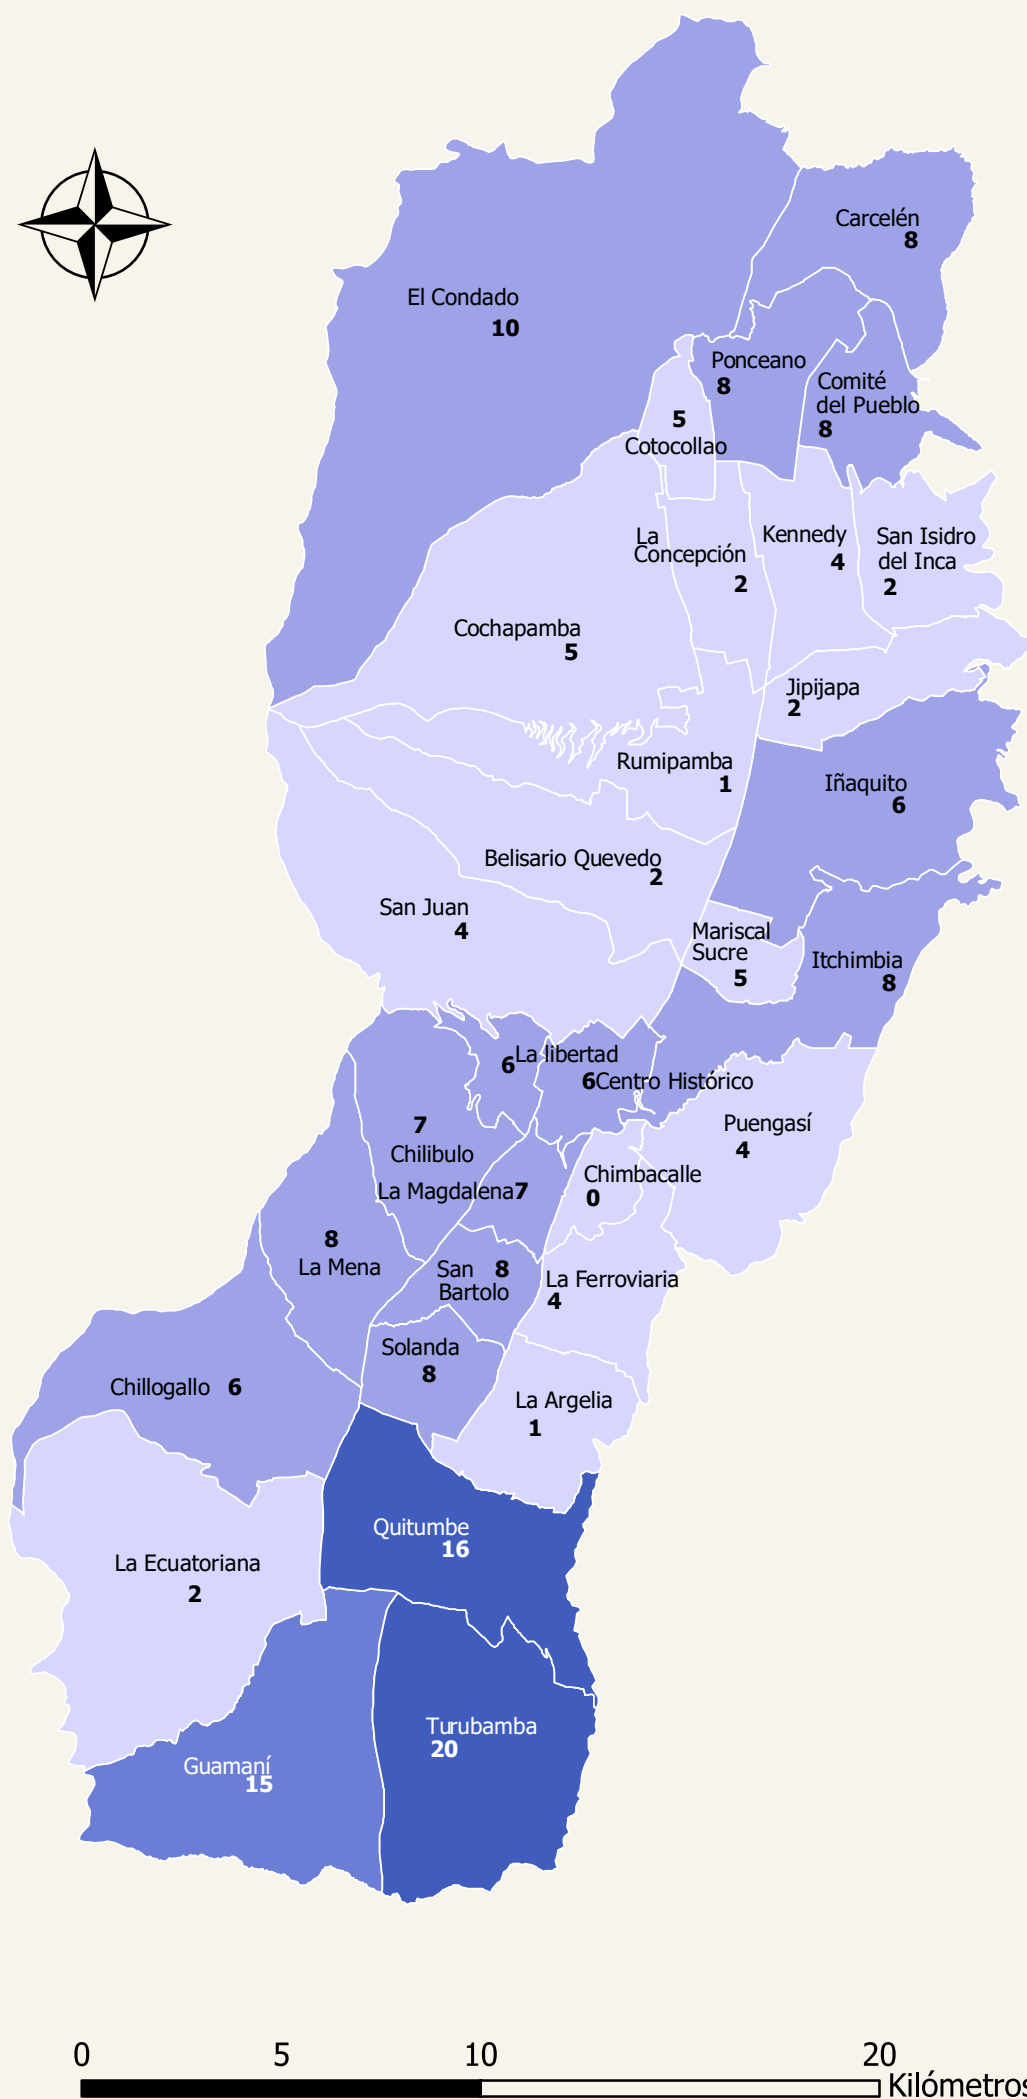 Carcelén
8
El Condado
10
Ponceano
8
Comité
del Pueblo
8
5
Cotocollao
La
Concepción
2
Kennedy
4
San Isidro
del Inca
2
Cochapamba
5
Jipijapa
2
Rumipamba
1
Iñaquito
6
Belisario Quevedo
2
San Juan
4
Mariscal
Sucre
5
Itchimbia
8
La libertad
6
Centro Histórico
6
Puengasí
4
7
Chilibulo
La Magdalena 7
Chimbacalle
0
8
La Mena
San 8
Bartolo
La Ferroviaria
4
Solanda
8
Chillogallo 6
La Argelia
1
Quitumbe
16
La Ecuatoriana
2
Turubamba
20
Guamaní
15
0 5 10 20
Kilómetros